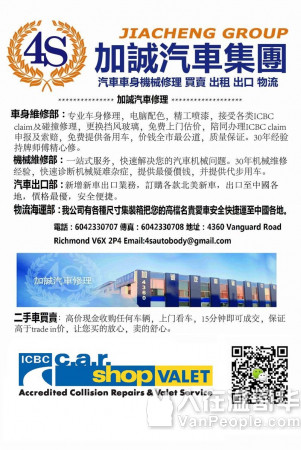 4S
JIACHENG GROUP
加誠汽車集團
汽車車身機械修理 買賣 出租 出口 物流
加誠汽車修理
車身維修部：专业车身修理，电脑配色，精工喷漆，接受各类ICBC
claim及碰撞修理，更换挡风玻璃，免费上门估价，陪同办理ICBC claim
申报及索赔，免费提供备用车，价钱全市最公道，质量保证。30年经
验持牌师傅精心修。
機械維修部：一站式服务，快速解决您的汽车机械问题。30年机械维修
经验，快速诊断机械疑难杂症，提供最优價钱，并提供代步用车。
汽車出口部：新增新車出口業務。訂購各款北美新車，出口至中國各
地，價格最优，安全便捷。
物流海運部：我公司有各種尺寸集裝箱把您的高檔名貴愛車安全快捷運至中國各地。
电話：6042330707 傳真：6042330708 地址：4360 Vanguard Road
Richmond V6X 2P4 Email:4sautobody@gmail.com
加誠汽車修理
二手車買賣：高价现金收购任何车辆，上门看车，15分钟即可成交，保证
高于trade in价，让您买的放心，卖的舒心。
ICBC
c.a.r.
shop VALET
Accredited Collision Repairs & Valet Service
人在温哥华
VanPeople.com